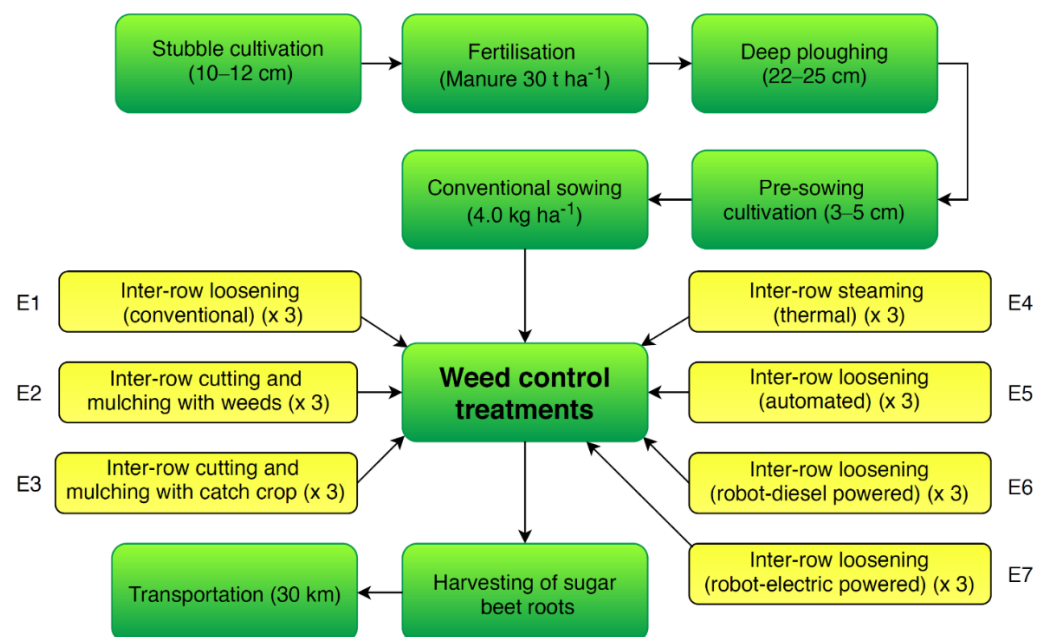 Stubble cultivation
(10–12 cm)
Fertilisation
(Manure 30 t ha⁻¹)
Deep ploughing
(22–25 cm)
Conventional sowing
(4.0 kg ha⁻¹)
Pre-sowing
cultivation (3–5 cm)
E1
Inter-row loosening
(conventional) (x 3)
Inter-row steaming
(thermal) (x 3)
E4
E2
Inter-row cutting and
mulching with weeds (x 3)
Weed control
treatments
Inter-row loosening
(automated) (x 3)
E5
E3
Inter-row cutting and
mulching with catch crop (x 3)
Inter-row loosening
(robot-diesel powered) (x 3)
E6
Transportation (30 km)
Harvesting of sugar
beet roots
Inter-row loosening
(robot-electric powered) (x 3)
E7